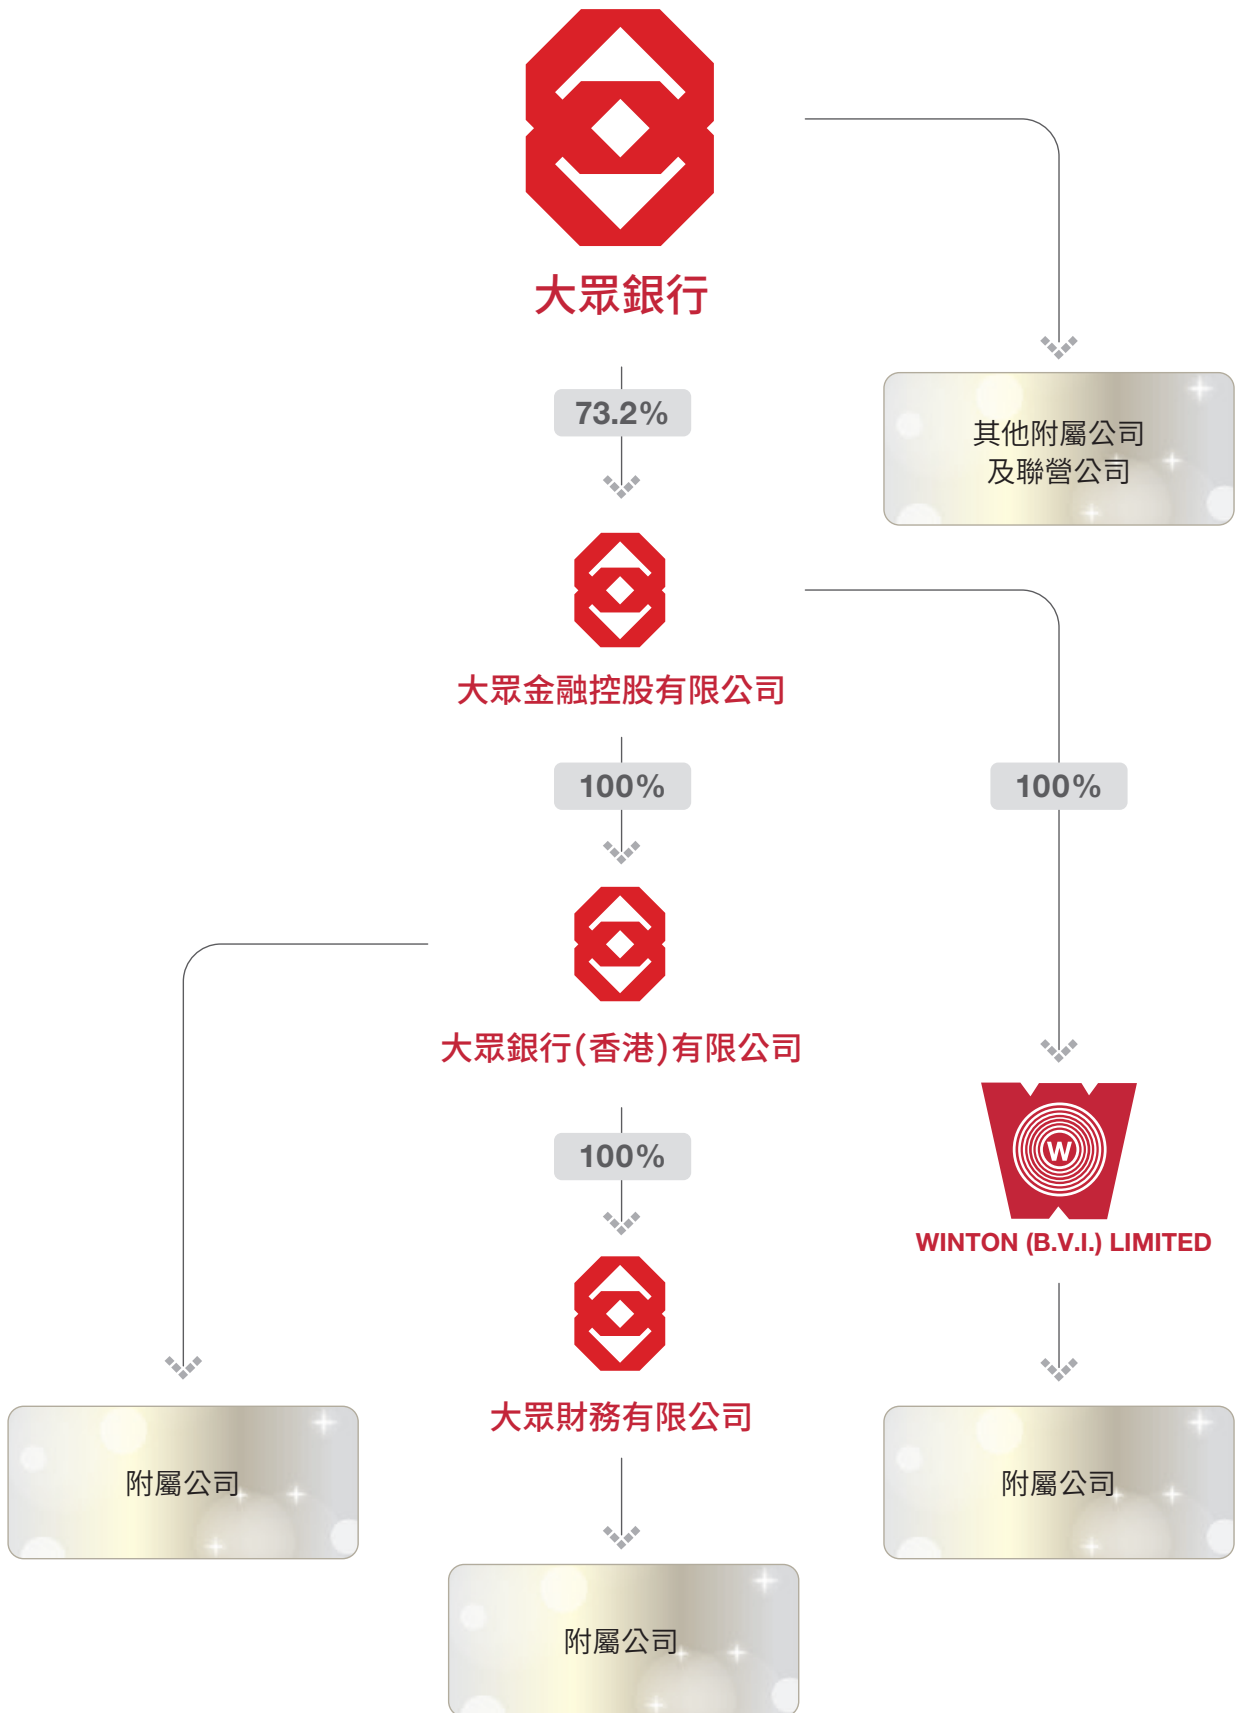 大眾銀行
73.2%
其他附屬公司
及聯營公司
大眾金融控股有限公司
100%
100%
大眾銀行(香港)有限公司
100%
W
WINTON (B.V.I.) LIMITED
大眾財務有限公司
附屬公司
附屬公司
附屬公司